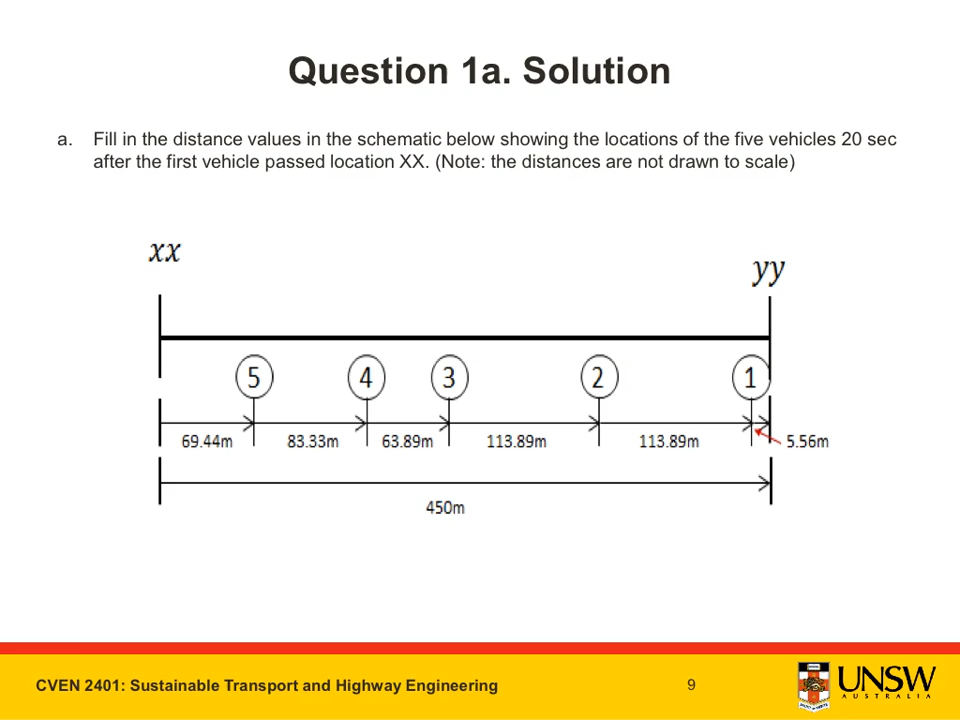 Question 1a. Solution
a. Fill in the distance values in the schematic below showing the locations of the five vehicles 20 sec
after the first vehicle passed location XX. (Note: the distances are not drawn to scale)
xx
yy
5 4 3 2 1
69.44m 83.33m 63.89m 113.89m 113.89m 5.56m
450m
CVEN 2401: Sustainable Transport and Highway Engineering
9
UNSW
AUSTRALIA